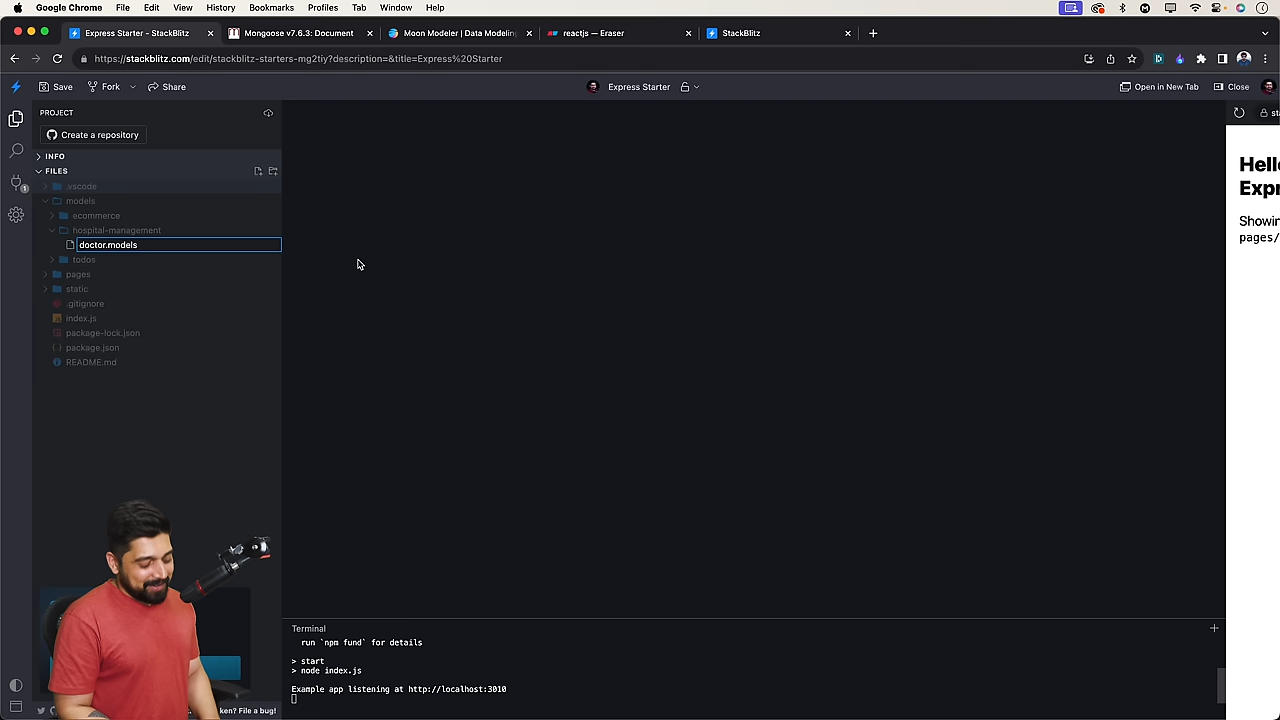 Google Chrome File Edit View History Bookmarks Profiles Tab Window Help
Express Starter - StackBlitz
Mongoose v7.6.3: Document
Moon Modeler | Data Modeling
reactjs — Eraser
StackBlitz
https://stackblitz.com/edit/stackblitz-starters-mg2tiy?description=&title=Express%20Starter
Save Fork Share
Express Starter
Open in New Tab Close
PROJECT
Create a repository
INFO
FILES
.vscode
models
ecommerce
hospital-management
doctor.models
todos
pages
static
.gitignore
index.js
package-lock.json
package.json
README.md
1
Hell
Expr
Showin
pages/
Terminal
run `npm fund` for details
> start
> node index.js
Example app listening at http://localhost:3010
ken? File a bug!